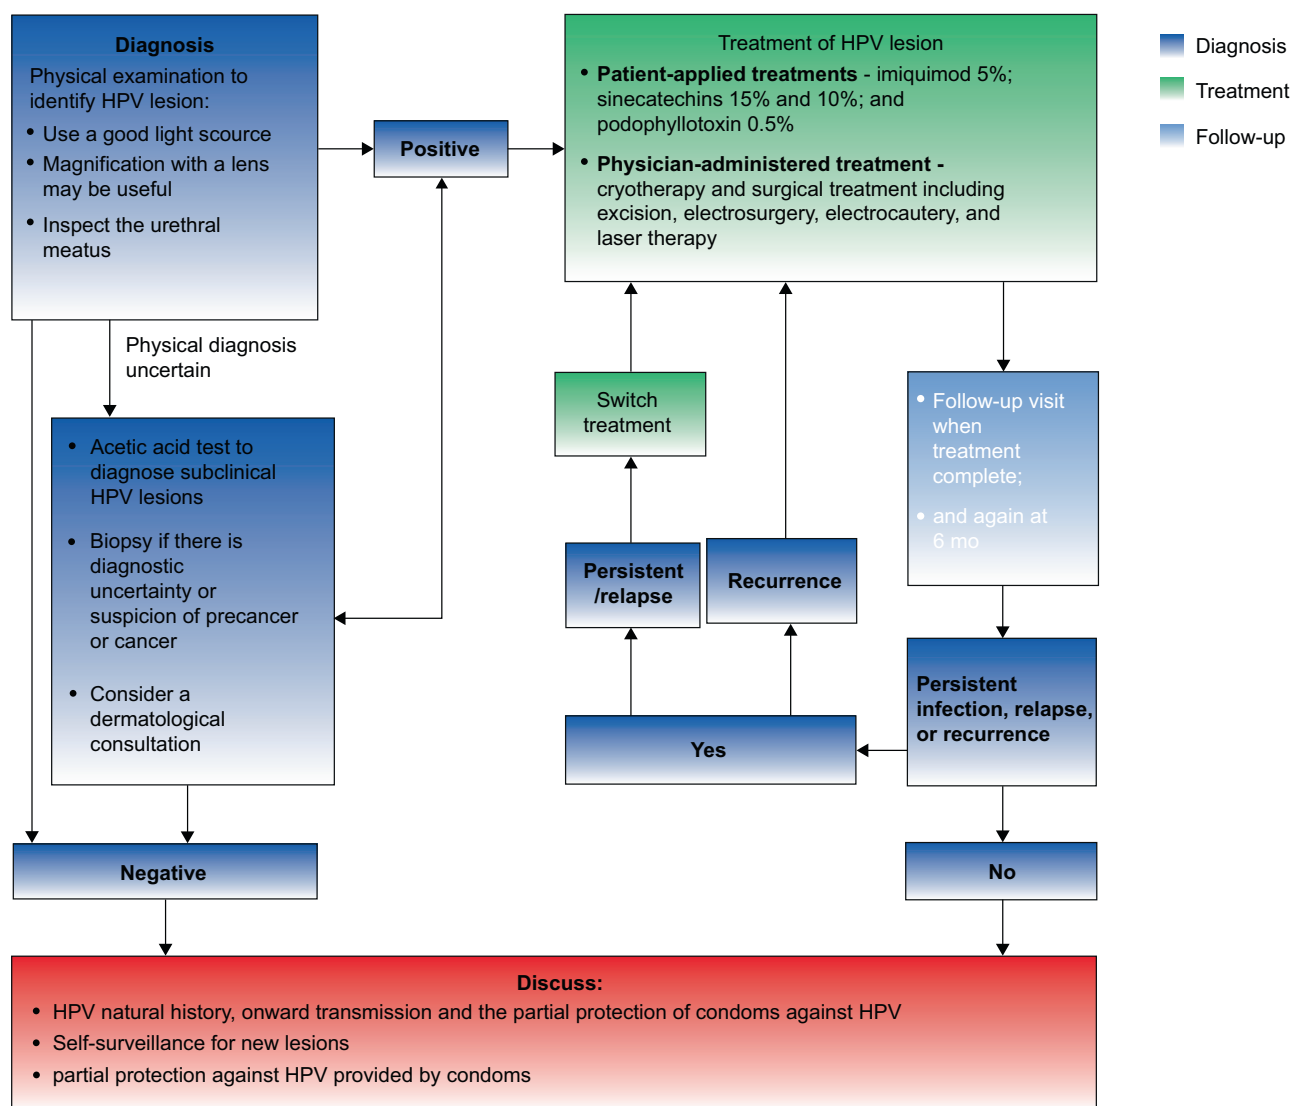 Diagnosis
Physical examination to
identify HPV lesion:
• Use a good light scource
• Magnification with a lens
may be useful
• Inspect the urethral
meatus
Positive
Treatment of HPV lesion
• Patient-applied treatments - imiquimod 5%;
sinecatechins 15% and 10%; and
podophyllotoxin 0.5%
• Physician-administered treatment -
cryotherapy and surgical treatment including
excision, electrosurgery, electrocautery, and
laser therapy
Diagnosis
Treatment
Follow-up
Physical diagnosis
uncertain
• Acetic acid test to
diagnose subclinical
HPV lesions
• Biopsy if there is
diagnostic
uncertainty or
suspicion of precancer
or cancer
• Consider a
dermatological
consultation
Switch
treatment
Persistent
/relapse
Recurrence
Yes
• Follow-up visit
when
treatment
complete;
• and again at
6 mo
Persistent
infection, relapse,
or recurrence
Negative
No
Discuss:
• HPV natural history, onward transmission and the partial protection of condoms against HPV
• Self-surveillance for new lesions
• partial protection against HPV provided by condoms